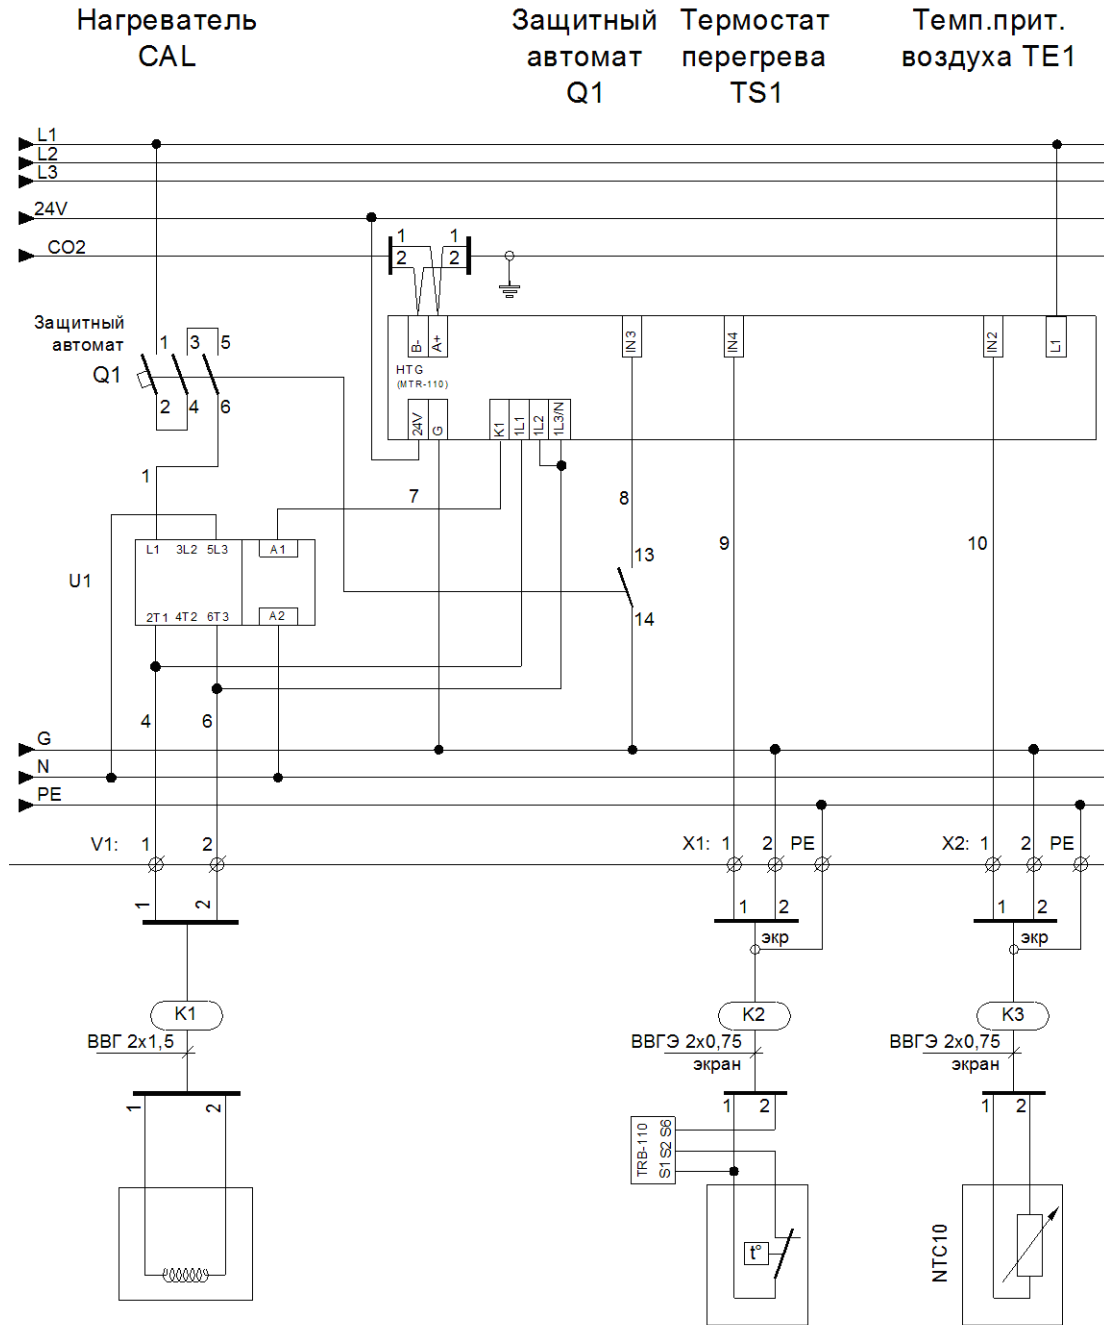 Нагреватель
CAL
Защитный
автомат
Q1
Термостат
перегрева
TS1
Темп.прит.
воздуха TE1
L1
L2
L3
24V
CO2
1
2
1
2
Защитный
автомат
Q1
1 3 5
2 4 6
B-
A+
IN3
IN4
IN2
L1
HTG
(MTR-110)
24V
G
K1
1L1
1L2
1L3/N
1
7
8
9
10
U1
L1 3L2 5L3
A1
2T1 4T2 6T3
A2
13
14
4
6
G
N
PE
V1: 1 2
X1: 1 2 PE
X2: 1 2 PE
1 2
1 2
экр
1 2
экр
K1
K2
K3
ВВГ 2x1,5
ВВГЭ 2x0,75
экран
ВВГЭ 2x0,75
экран
1 2
1 2
1 2
TRB-110
S1 S2 S6
t°
NTC10